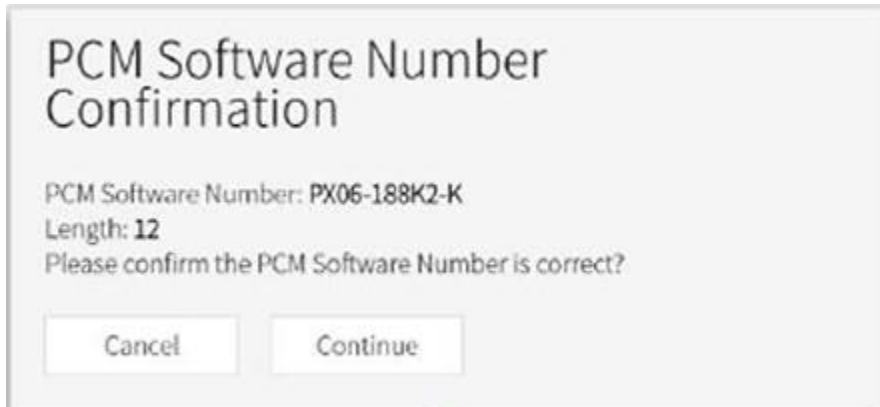 PCM Software Number
Confirmation
PCM Software Number: PX06-188K2-K
Length: 12
Please confirm the PCM Software Number is correct?
Cancel
Continue